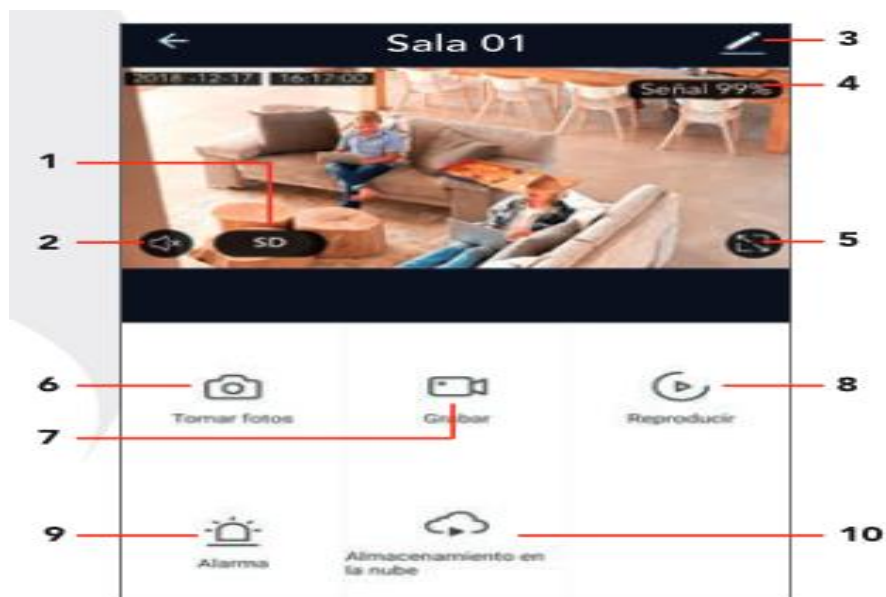 Sala 01
3
2018-12-17 16:17:00
Señal 99%
4
1
2
SD
5
6
8
Tomar fotos
Grabar
Reproducir
7
9
10
Alarma
Almacenamiento en
la nube